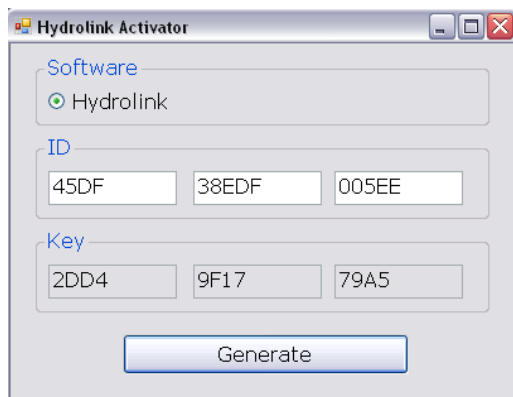 Hydrolink Activator
Software
Hydrolink
ID
45DF 38EDF 005EE
Key
2DD4 9F17 79A5
Generate